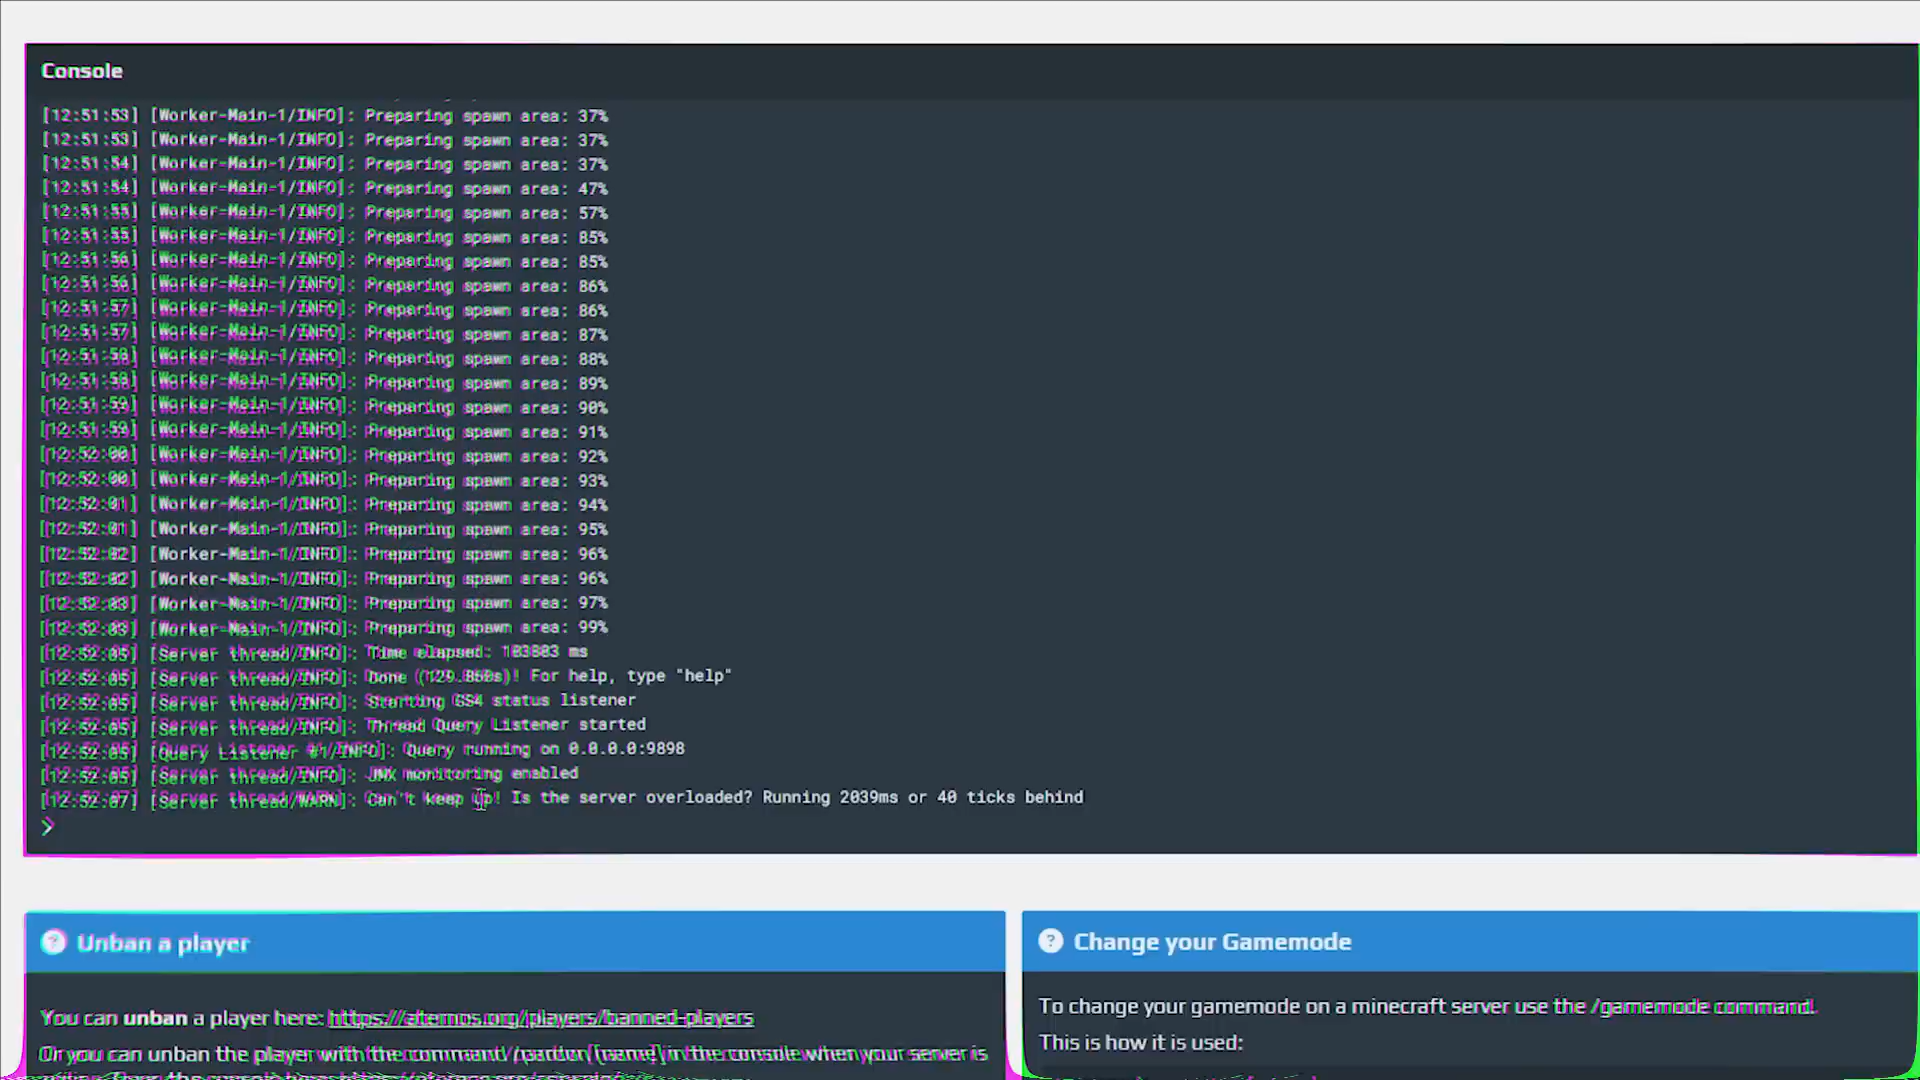 Console
[12:51:53] [Worker-Main-1/INFO]: Preparing spawn area: 37%
[12:51:53] [Worker-Main-1/INFO]: Preparing spawn area: 37%
[12:51:54] [Worker-Main-1/INFO]: Preparing spawn area: 37%
[12:51:54] [Worker-Main-1/INFO]: Preparing spawn area: 47%
[12:51:55] [Worker-Main-1/INFO]: Preparing spawn area: 57%
[12:51:55] [Worker-Main-1/INFO]: Preparing spawn area: 85%
[12:51:56] [Worker-Main-1/INFO]: Preparing spawn area: 85%
[12:51:56] [Worker-Main-1/INFO]: Preparing spawn area: 86%
[12:51:57] [Worker-Main-1/INFO]: Preparing spawn area: 86%
[12:51:57] [Worker-Main-1/INFO]: Preparing spawn area: 87%
[12:51:58] [Worker-Main-1/INFO]: Preparing spawn area: 88%
[12:51:58] [Worker-Main-1/INFO]: Preparing spawn area: 89%
[12:51:59] [Worker-Main-1/INFO]: Preparing spawn area: 90%
[12:51:59] [Worker-Main-1/INFO]: Preparing spawn area: 91%
[12:52:00] [Worker-Main-1/INFO]: Preparing spawn area: 92%
[12:52:00] [Worker-Main-1/INFO]: Preparing spawn area: 93%
[12:52:01] [Worker-Main-1/INFO]: Preparing spawn area: 94%
[12:52:01] [Worker-Main-1/INFO]: Preparing spawn area: 95%
[12:52:02] [Worker-Main-1/INFO]: Preparing spawn area: 96%
[12:52:02] [Worker-Main-1/INFO]: Preparing spawn area: 96%
[12:52:03] [Worker-Main-1/INFO]: Preparing spawn area: 97%
[12:52:03] [Worker-Main-1/INFO]: Preparing spawn area: 99%
[12:52:05] [Server thread/INFO]: Time elapsed: ms
[12:52:05] [Server thread/INFO]: Done For help, type "help"
[12:52:05] [Server thread/INFO]: Starting GS4 status listener
[12:52:05] [Server thread/INFO]: Thread Query Listener started
[12:52:05] [Query Listener #1/INFO]: Query running on 0.0.0.0:9898
[12:52:05] [Server thread/INFO]: JMX monitoring enabled
[12:52:07] [Server thread/WARN]: Can't keep up! Is the server overloaded? Running 2039ms or 40 ticks behind
>
Unban a player
You can unban a player here: https://aternos.org/players/banned-players
Or you can unban the player with the command /pardon [name] in the console when your server is
Change your Gamemode
To change your gamemode on a minecraft server use the /gamemode command.
This is how it is used: